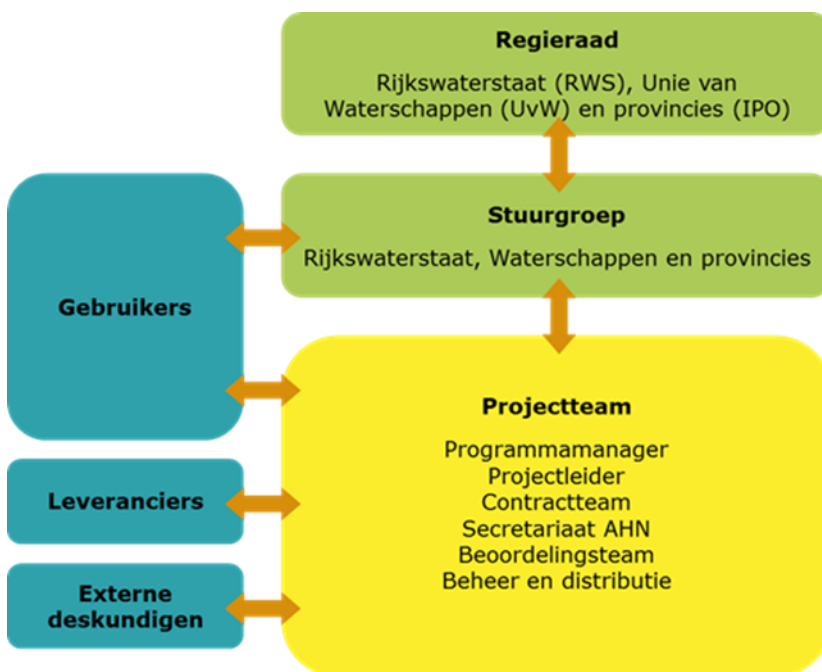 Regieraad
Rijkswaterstaat (RWS), Unie van
Waterschappen (UvW) en provincies (IPO)
Stuurgroep
Rijkswaterstaat, Waterschappen en provincies
Gebruikers
Projectteam
Programmamanager
Projectleider
Contractteam
Secretariaat AHN
Beoordelingsteam
Beheer en distributie
Leveranciers
Externe
deskundigen